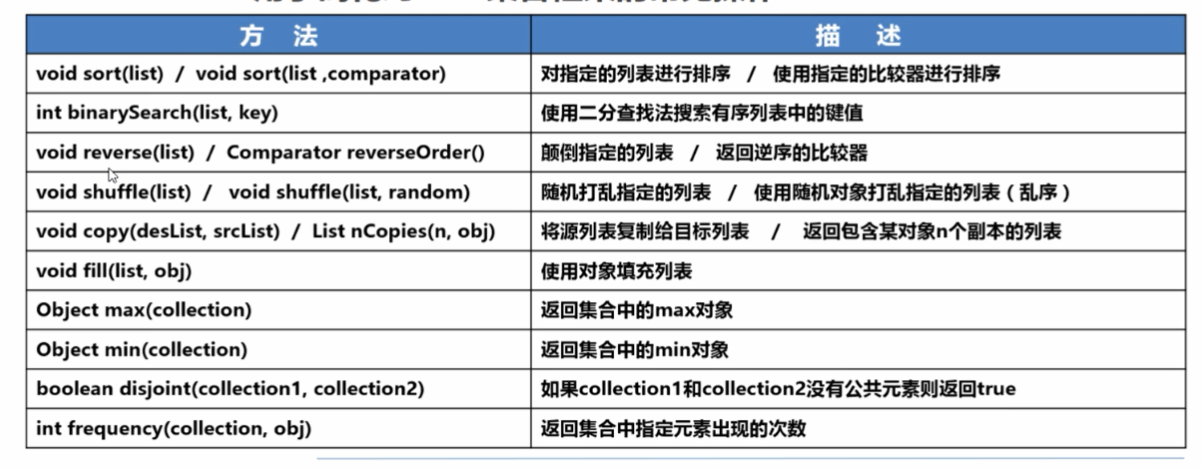 方 法 描 述
void sort(list) / void sort(list ,comparator) 对指定的列表进行排序 / 使用指定的比较器进行排序
int binarySearch(list, key) 使用二分查找法搜索有序列表中的键值
void reverse(list) / Comparator reverseOrder() 颠倒指定的列表 / 返回逆序的比较器
void shuffle(list) / void shuffle(list, random) 随机打乱指定的列表 / 使用随机对象打乱指定的列表（乱序）
void copy(desList, srcList) / List nCopies(n, obj) 将源列表复制给目标列表 / 返回包含某对象n个副本的列表
void fill(list, obj) 使用对象填充列表
Object max(collection) 返回集合中的max对象
Object min(collection) 返回集合中的min对象
boolean disjoint(collection1, collection2) 如果collection1和collection2没有公共元素则返回true
int frequency(collection, obj) 返回集合中指定元素出现的次数